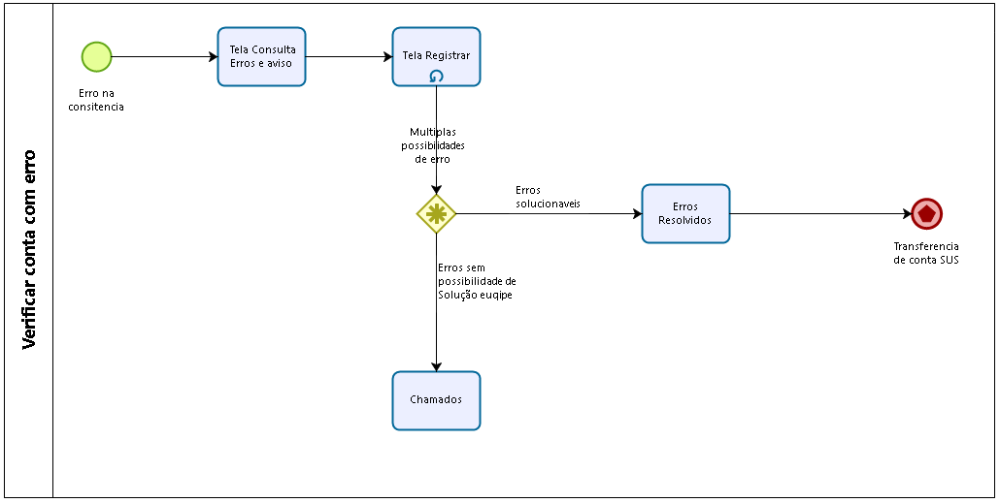 Verificar conta com erro
Erro na
consitencia
Tela Consulta
Erros e aviso
Tela Registrar
Multiplas
possibilidades
de erro
Erros
solucionaveis
Erros
Resolvidos
Transferencia
de conta SUS
Erros sem
possibilidade de
Solução euqipe
Chamados